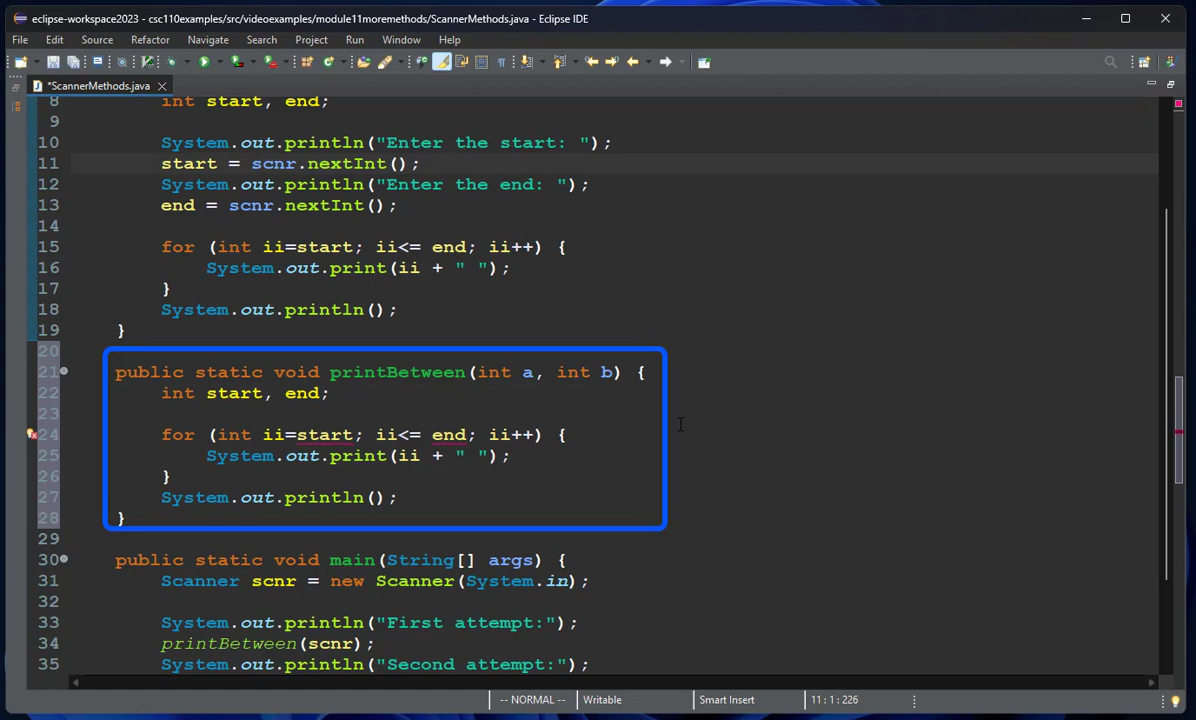 eclipse-workspace2023 - csc110examples/src/videoexamples/module11moremethods/ScannerMethods.java - Eclipse IDE
File Edit Source Refactor Navigate Search Project Run Window Help
*ScannerMethods.java
8 int start, end;
9
10 System.out.println("Enter the start: ");
11 start = scnr.nextInt();
12 System.out.println("Enter the end: ");
13 end = scnr.nextInt();
14
15 for (int ii=start; ii<= end; ii++) {
16 System.out.print(ii + " ");
17 }
18 System.out.println();
19 }
20
21 public static void printBetween(int a, int b) {
22 int start, end;
23
24 for (int ii=start; ii<= end; ii++) {
25 System.out.print(ii + " ");
26 }
27 System.out.println();
28 }
29
30 public static void main(String[] args) {
31 Scanner scnr = new Scanner(System.in);
32
33 System.out.println("First attempt:");
34 printBetween(scnr);
35 System.out.println("Second attempt:");
-- NORMAL -- Writable Smart Insert 11 : 1 : 226